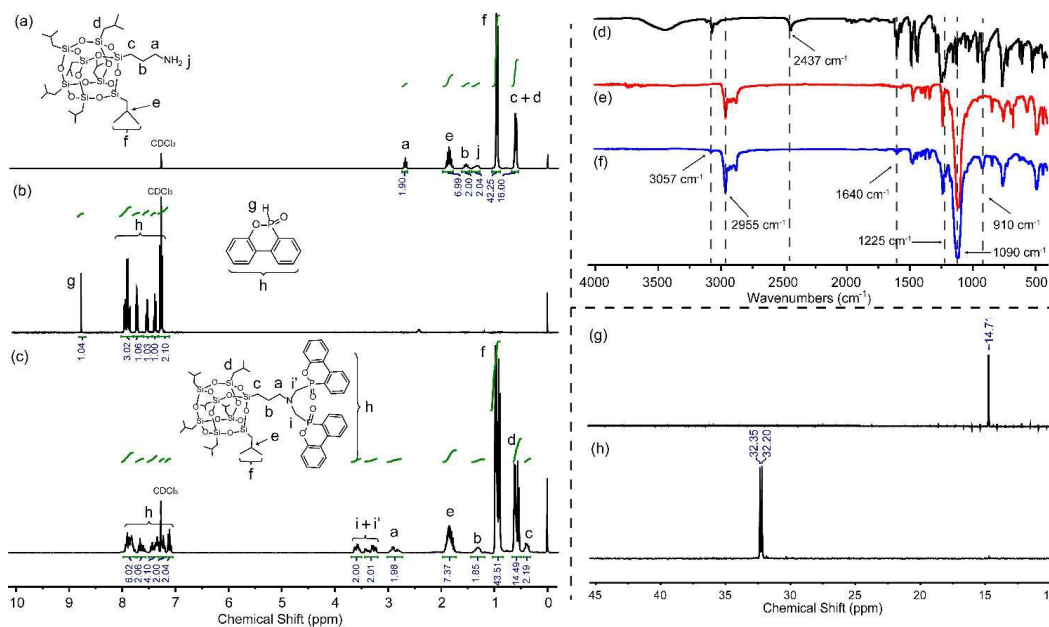 (a)
d
c
a
b
NH₂
j
e
f
Si
O
CDCl₃
a
e
b
j
f
c + d
1.90
6.99
2.00
2.04
42.25
16.00
(b)
CDCl₃
h
g
H
O
P
O
h
g
1.04
3.02
1.06
1.03
1.00
2.10
(c)
d
c
a
i'
b
N
i
h
e
f
CDCl₃
h
i + i'
a
e
b
f
d
c
6.02
2.06
4.10
2.00
2.04
2.00
2.01
1.98
7.37
1.85
43.51
14.49
2.19
10 9 8 7 6 5 4 3 2 1 0
Chemical Shift (ppm)
(d)
2437 cm⁻¹
(e)
(f)
3057 cm⁻¹
2955 cm⁻¹
1640 cm⁻¹
1225 cm⁻¹
910 cm⁻¹
1090 cm⁻¹
4000 3500 3000 2500 2000 1500 1000 500
Wavenumbers (cm⁻¹)
(g)
14.71
(h)
32.35
32.20
45 40 35 30 25 20 15 10
Chemical Shift (ppm)